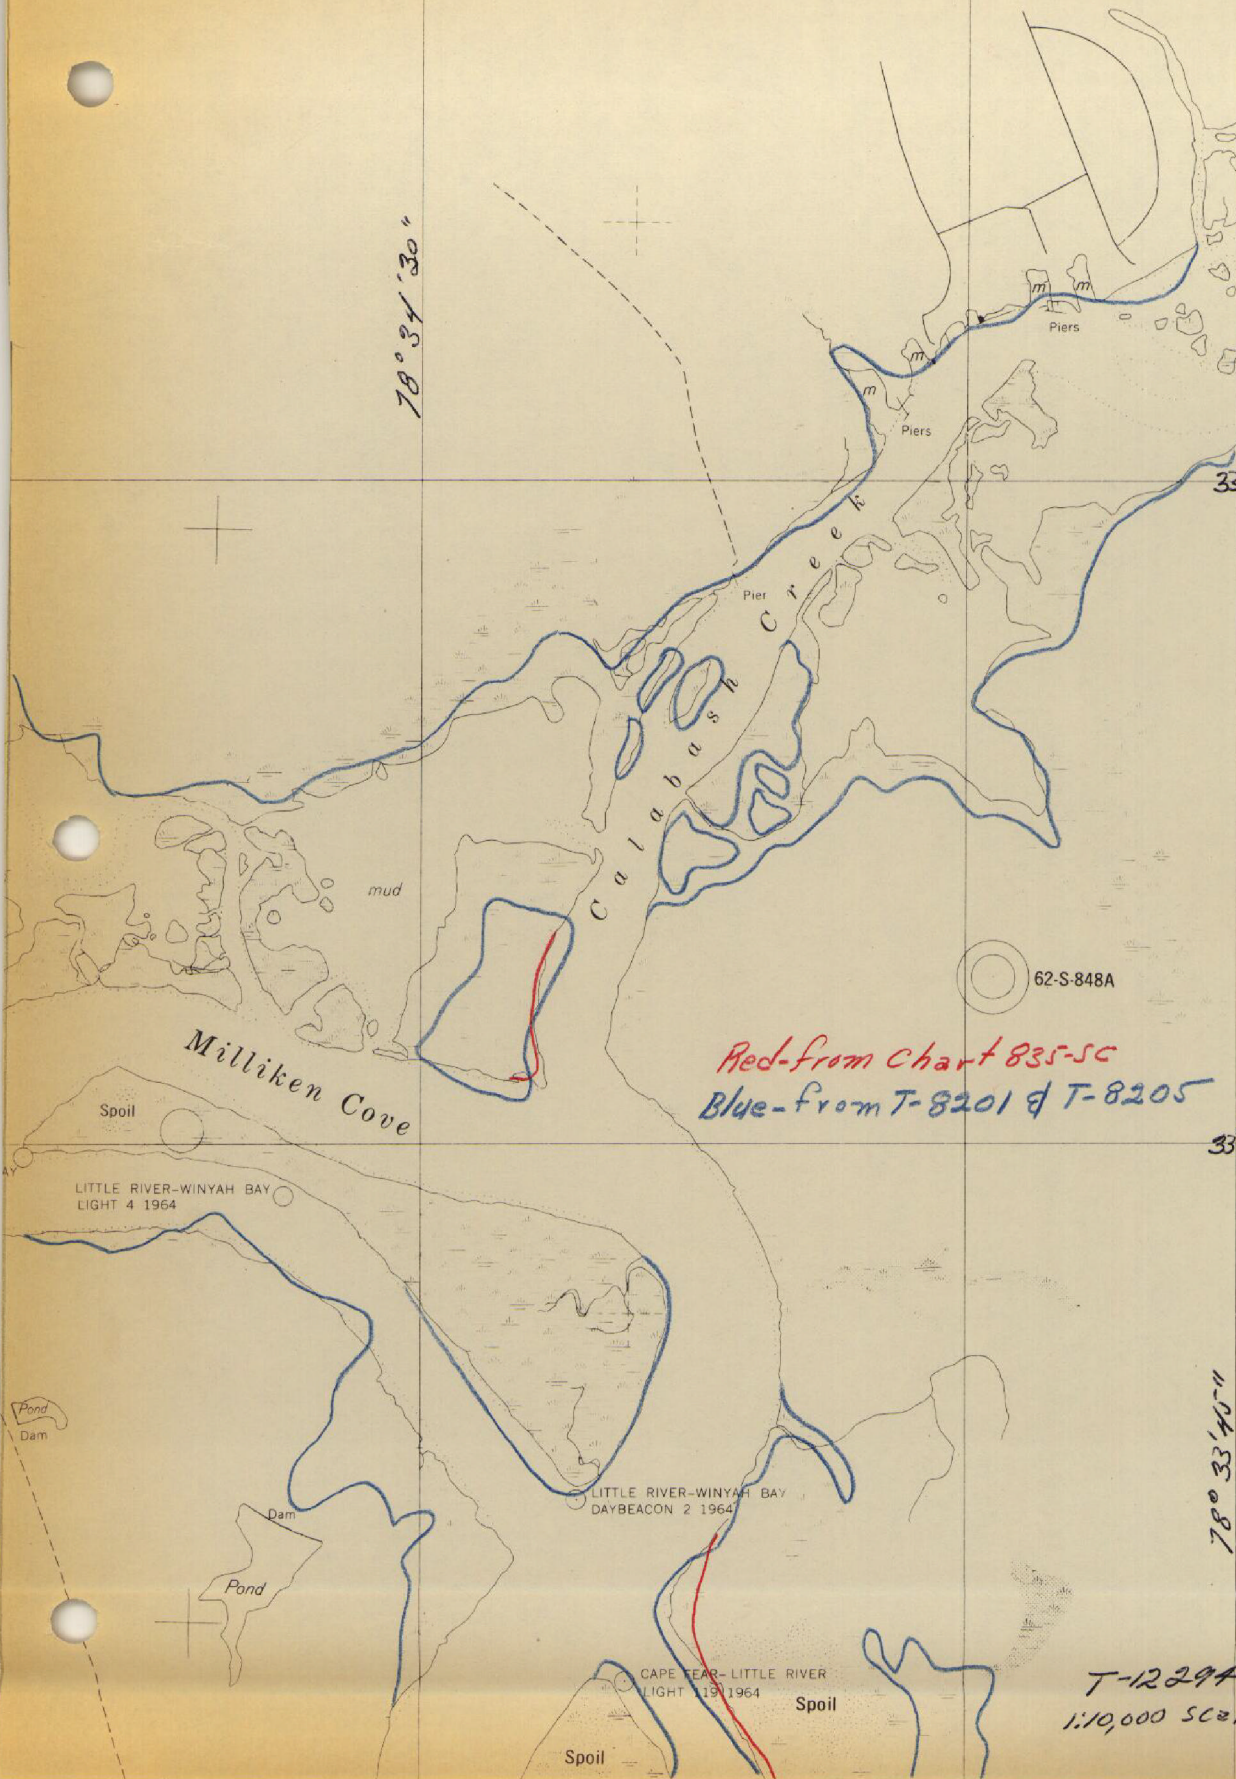 78° 34' 30"
m
m
Piers
m
m
Piers
33
Pier
Calabash Creek
mud
62-S-848A
Milliken Cove
Red-from Chart 835-SC
Blue-from T-8201 & T-8205
Spoil
33
AY
LITTLE RIVER-WINYAH BAY
LIGHT 4 1964
Pond
Dam
78° 33' 45"
LITTLE RIVER-WINYAH BAY
DAYBEACON 2 1964
Dam
Pond
CAPE FEAR-LITTLE RIVER
LIGHT 119 1964
Spoil
T-12294
1:10,000 Sca
Spoil